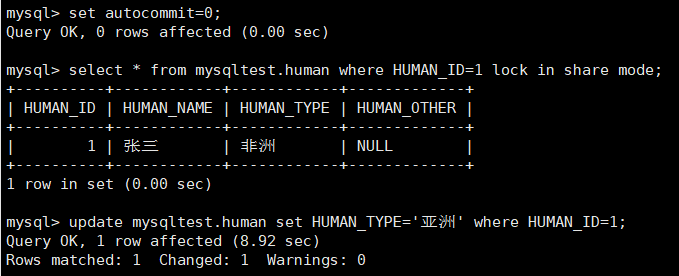 mysql> set autocommit=0;
Query OK, 0 rows affected (0.00 sec)
mysql> select * from mysqltest.human where HUMAN_ID=1 lock in share mode;
+----------+------------+------------+-------------+
| HUMAN_ID | HUMAN_NAME | HUMAN_TYPE | HUMAN_OTHER |
+----------+------------+------------+-------------+
|        1 | 张三       | 非洲       | NULL        |
+----------+------------+------------+-------------+
1 row in set (0.00 sec)
mysql> update mysqltest.human set HUMAN_TYPE='亚洲' where HUMAN_ID=1;
Query OK, 1 row affected (8.92 sec)
Rows matched: 1  Changed: 1  Warnings: 0